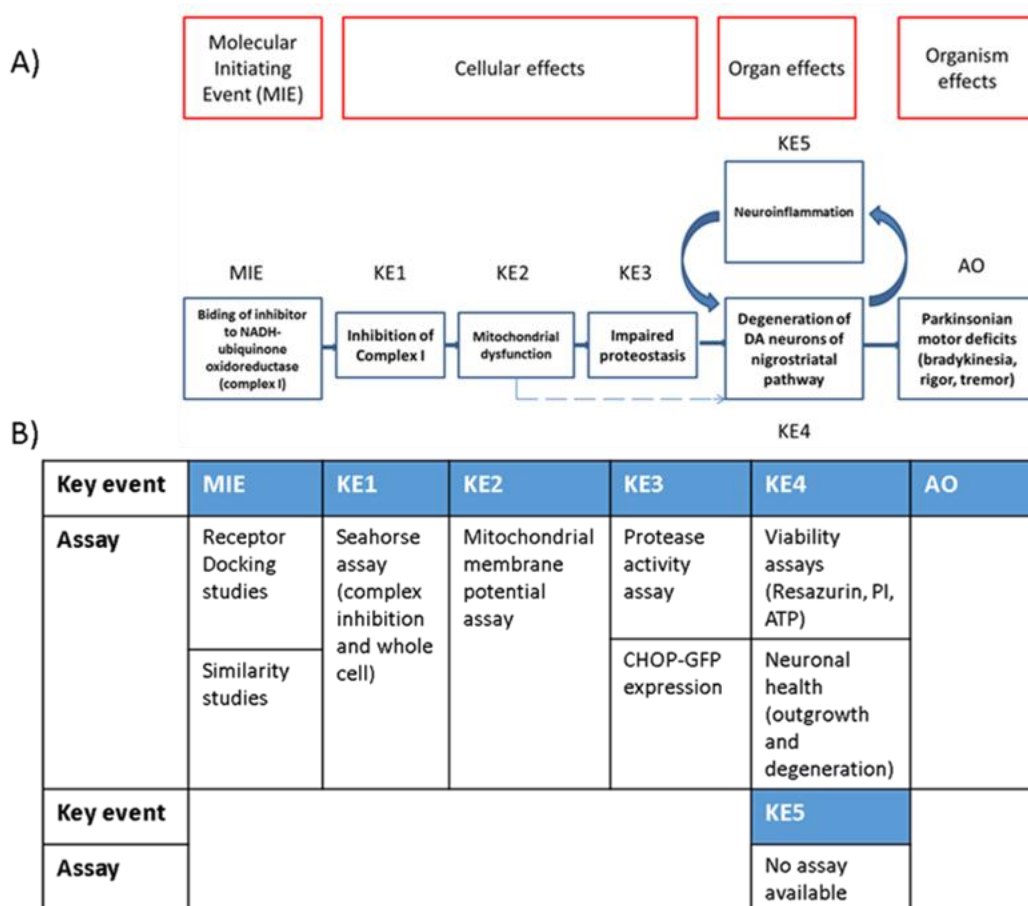 A)
Molecular
Initiating
Event (MIE)
Cellular effects
Organ effects
Organism
effects
KE5
Neuroinflammation
MIE
KE1
KE2
KE3
AO
Biding of inhibitor
to NADH-
ubiquinone
oxidoreductase
(complex I)
Inhibition of
Complex I
Mitochondrial
dysfunction
Impaired
proteostasis
Degeneration of
DA neurons of
nigrostriatal
pathway
Parkinsonian
motor deficits
(bradykinesia,
rigor, tremor)
KE4
B)
Key event
MIE
KE1
KE2
KE3
KE4
AO
Assay
Receptor
Docking
studies
Similarity
studies
Seahorse
assay
(complex
inhibition
and whole
cell)
Mitochondrial
membrane
potential
assay
Protease
activity
assay
CHOP-GFP
expression
Viability
assays
(Resazurin, PI,
ATP)
Neuronal
health
(outgrowth
and
degeneration)
Key event
KE5
Assay
No assay
available